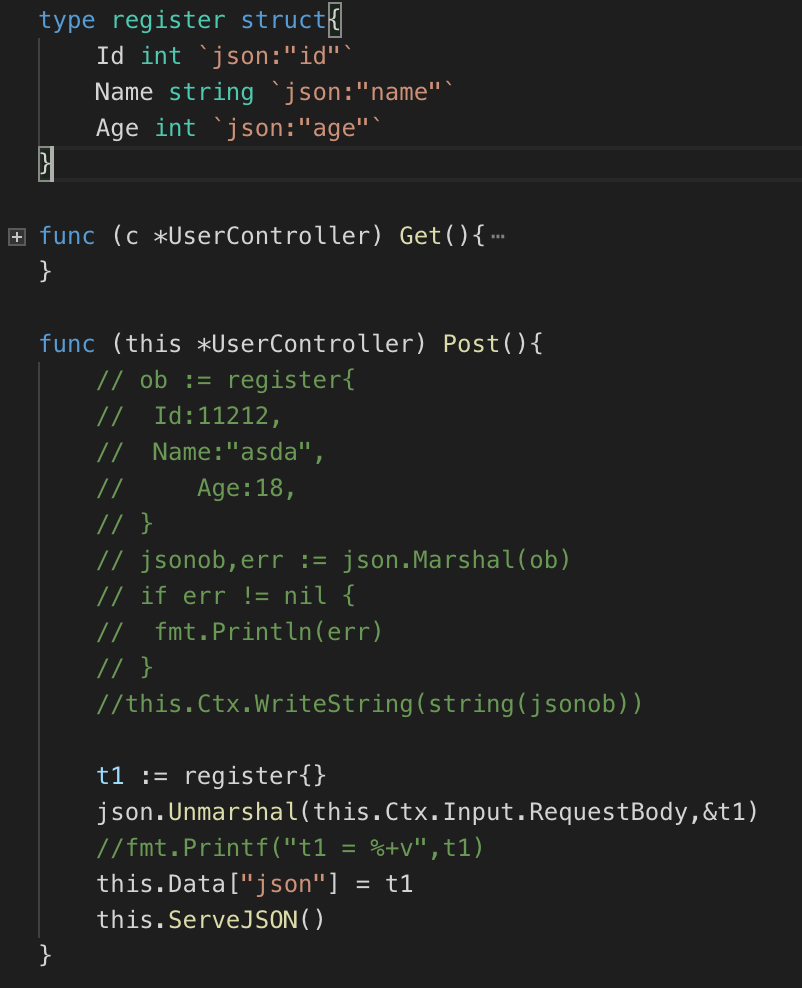 type register struct{
    Id int `json:"id"`
    Name string `json:"name"`
    Age int `json:"age"`
}
func (c *UserController) Get(){⋯
}
func (this *UserController) Post(){
    // ob := register{
    //  Id:11212,
    //  Name:"asda",
    //     Age:18,
    // }
    // jsonob,err := json.Marshal(ob)
    // if err != nil {
    //  fmt.Println(err)
    // }
    //this.Ctx.WriteString(string(jsonob))
    t1 := register{}
    json.Unmarshal(this.Ctx.Input.RequestBody,&t1)
    //fmt.Printf("t1 = %+v",t1)
    this.Data["json"] = t1
    this.ServeJSON()
}